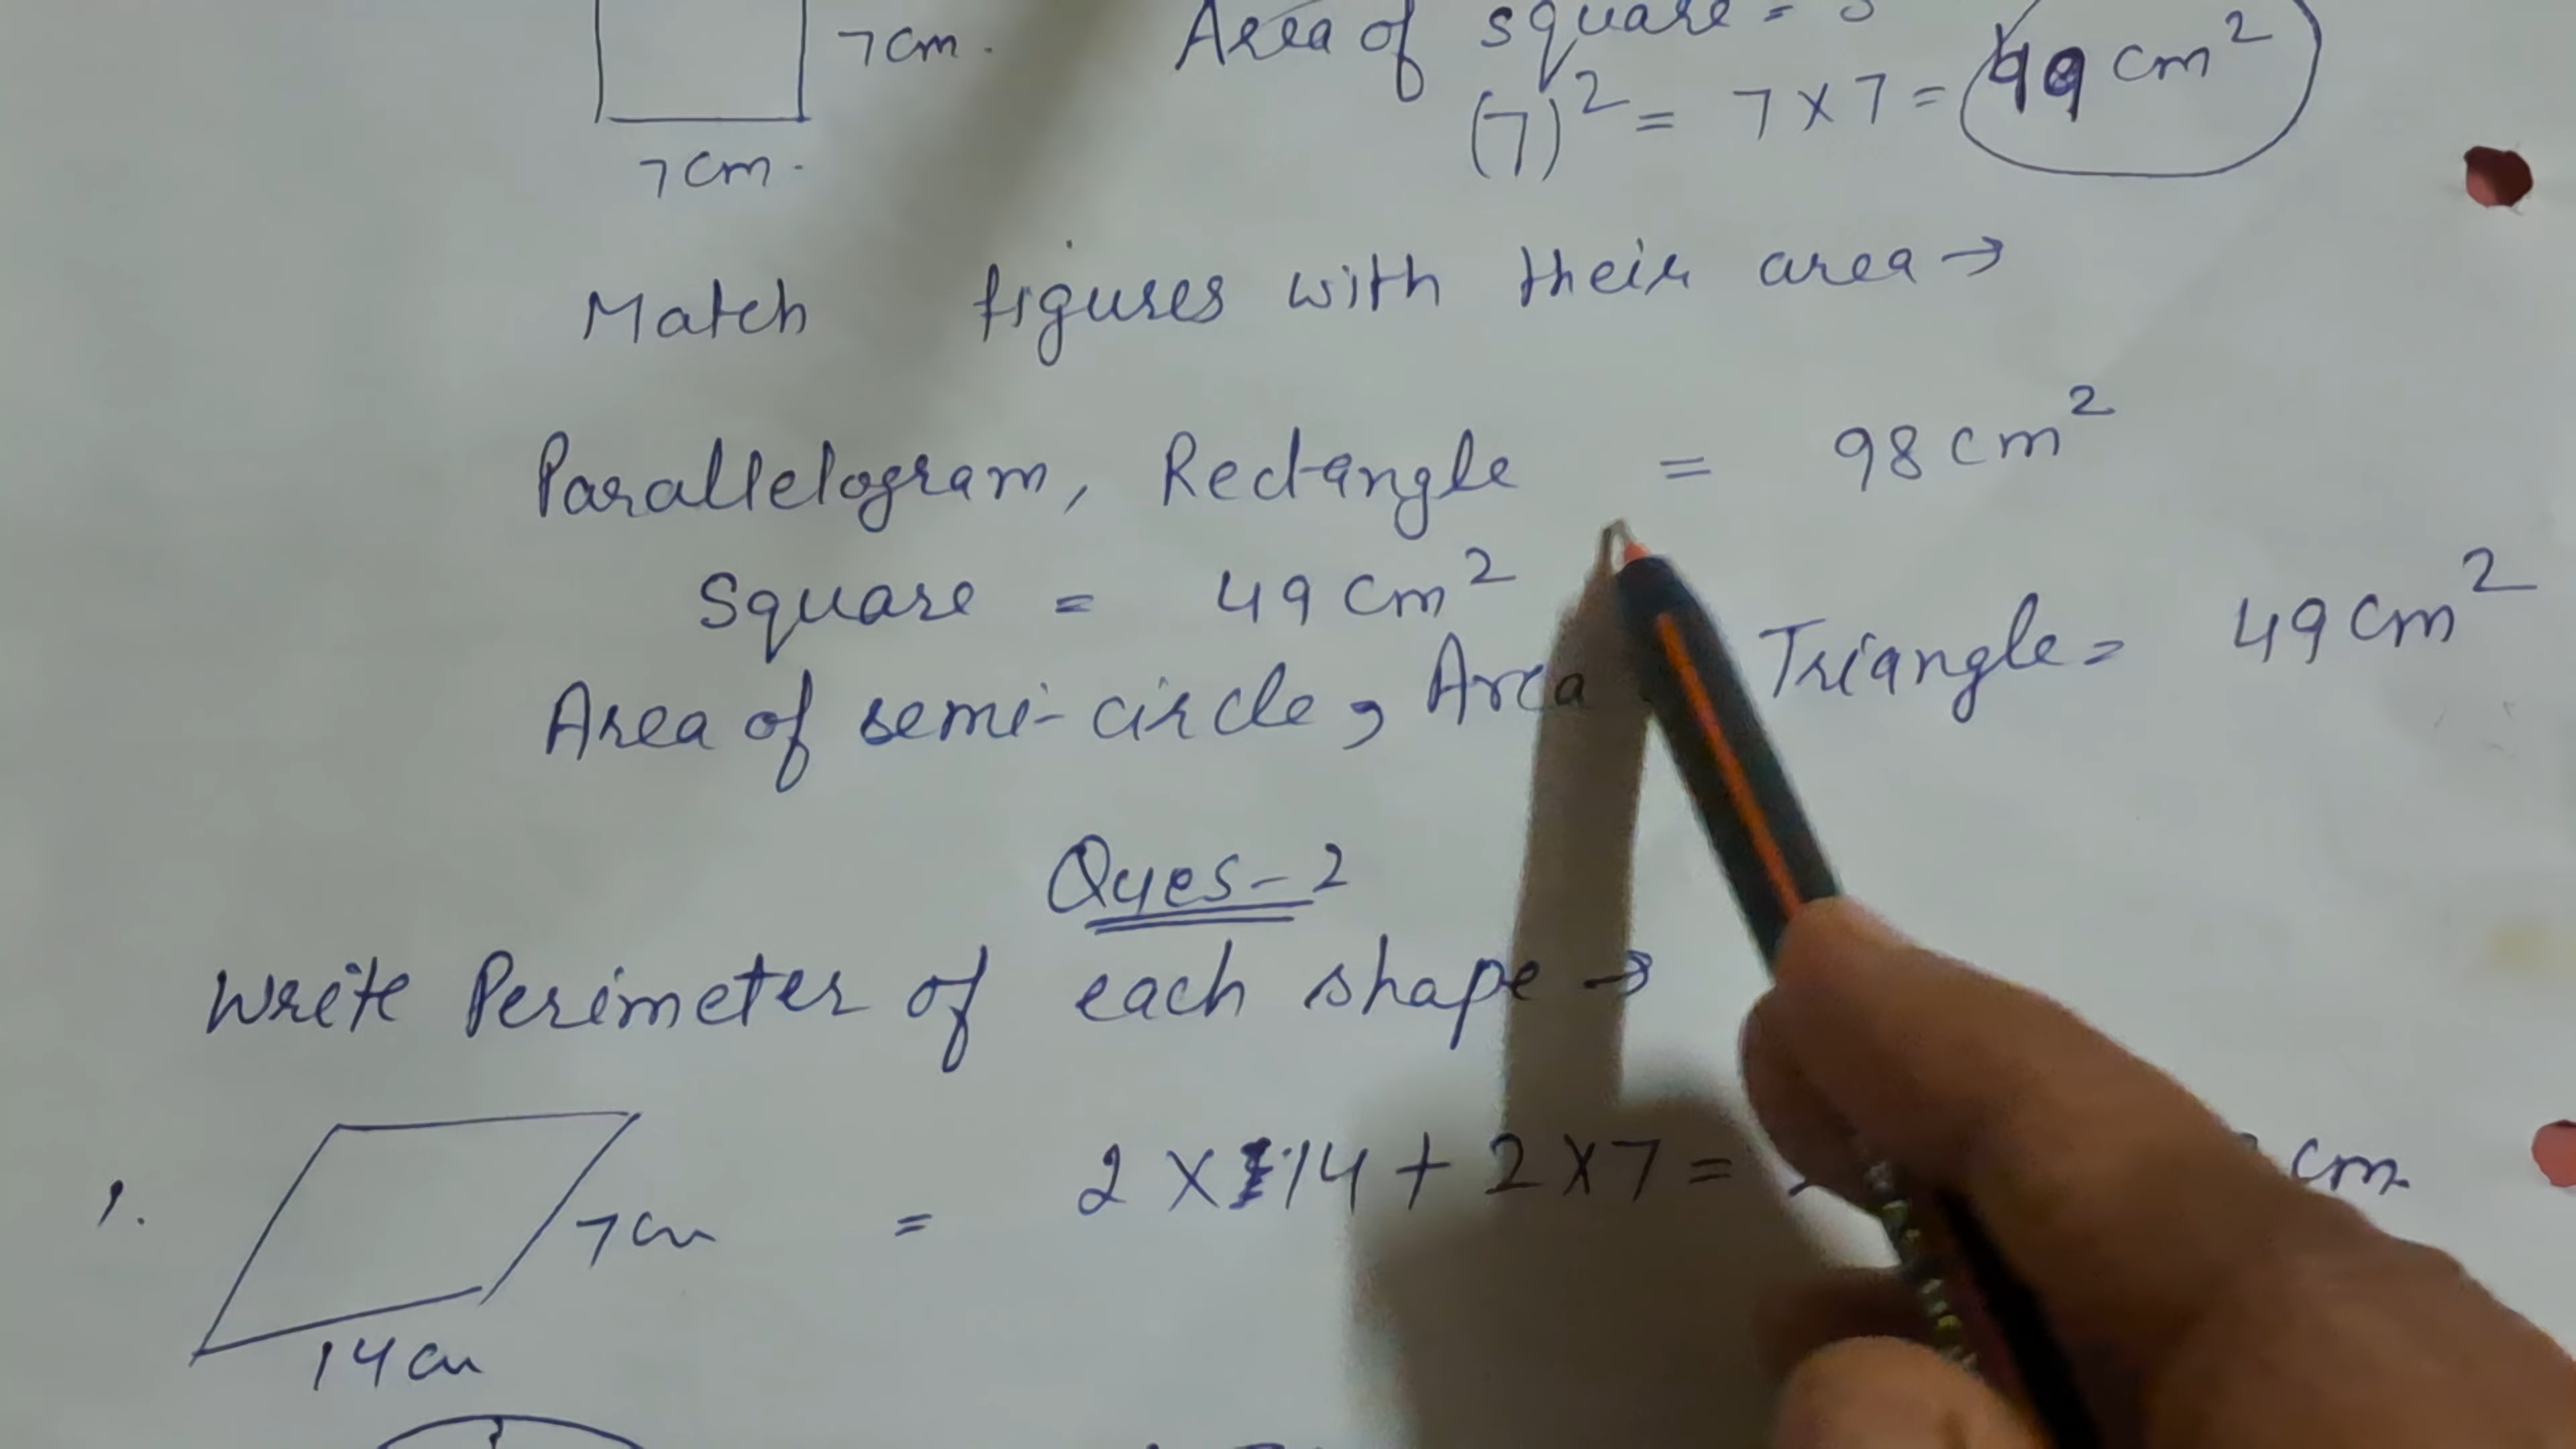 7cm.
Area of square =
(7)² = 7×7 = 49 cm²
7cm.
Match figures with their area →
Parallelogram, Rectangle = 98 cm²
Square = 49 cm²
Area of semi-circle, Area Triangle = 49 cm²
Ques-2
Write Perimeter of each shape →
1. 7cm = 2 × 14 + 2×7 = cm
14cm